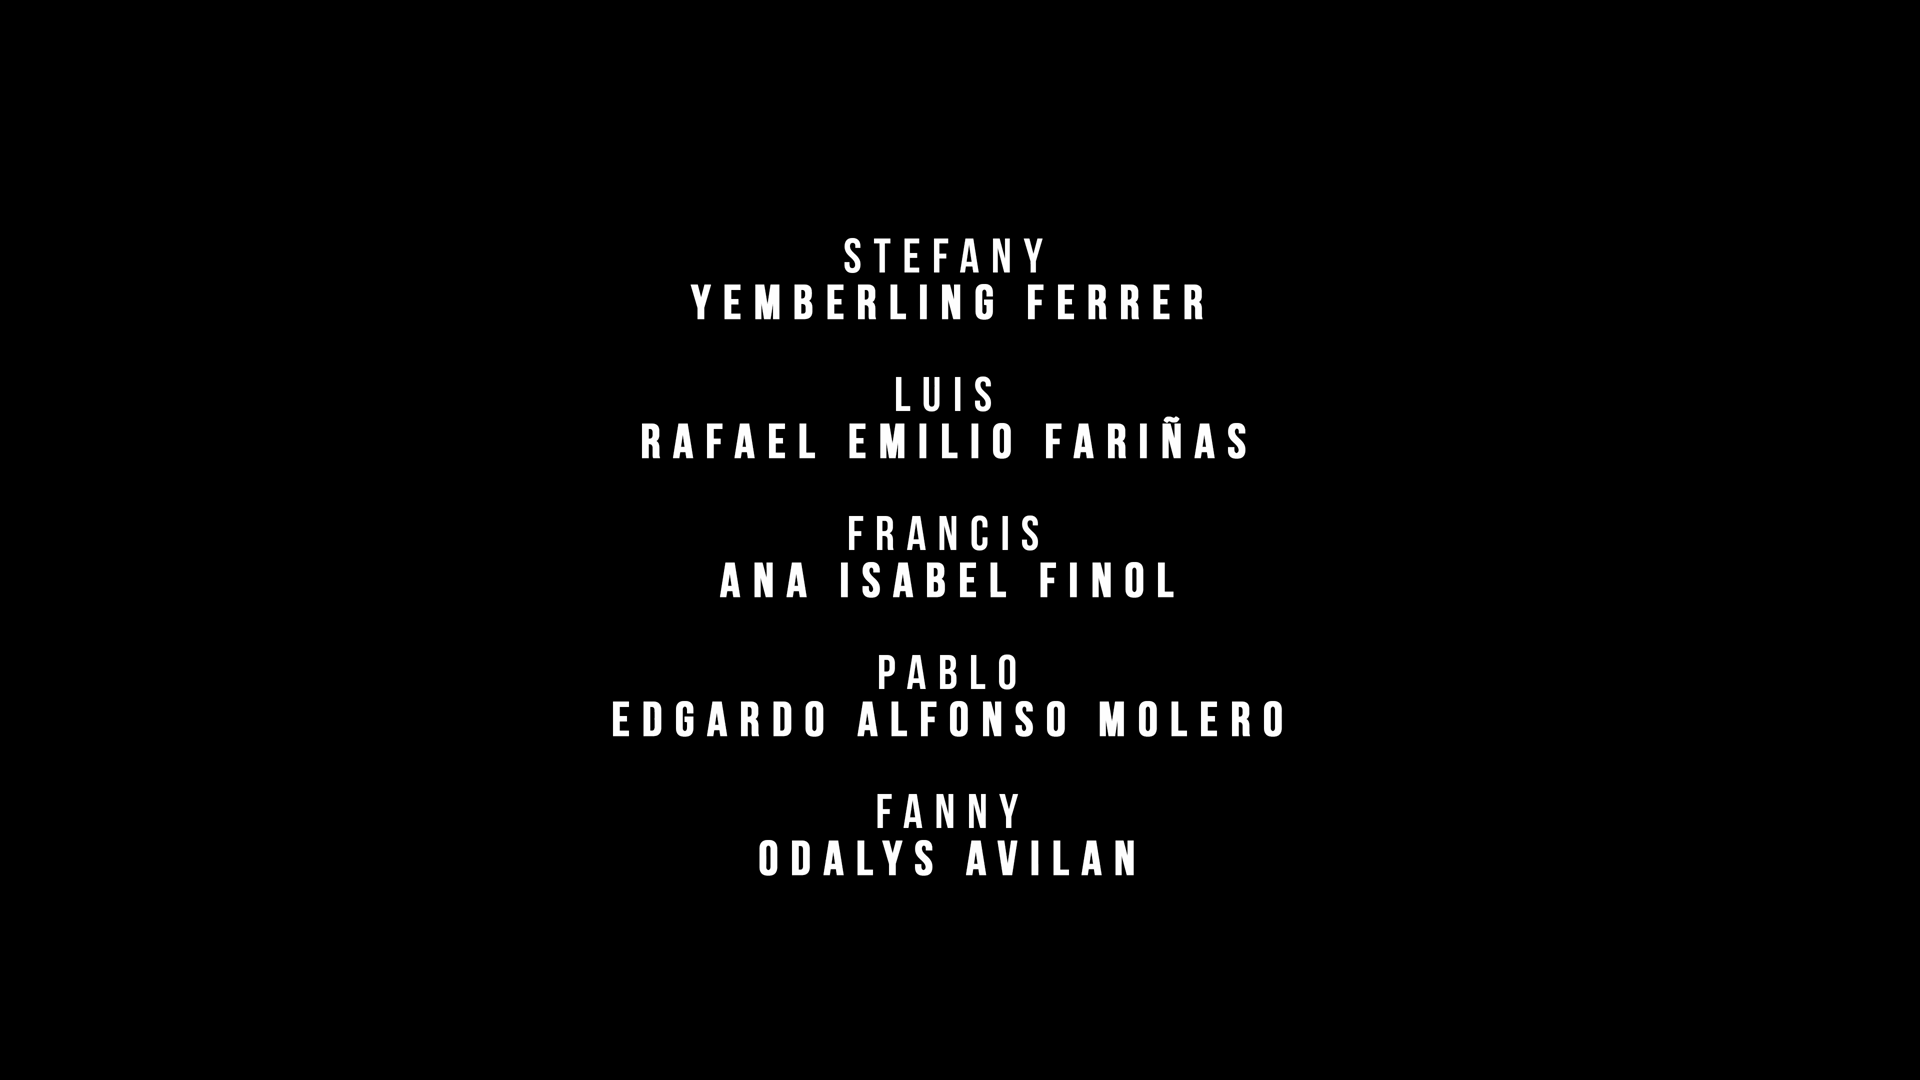 STEFANY
YEMBERLING FERRER
LUIS
RAFAEL EMILIO FARIÑAS
FRANCIS
ANA ISABEL FINOL
PABLO
EDGARDO ALFONSO MOLERO
FANNY
ODALYS AVILAN